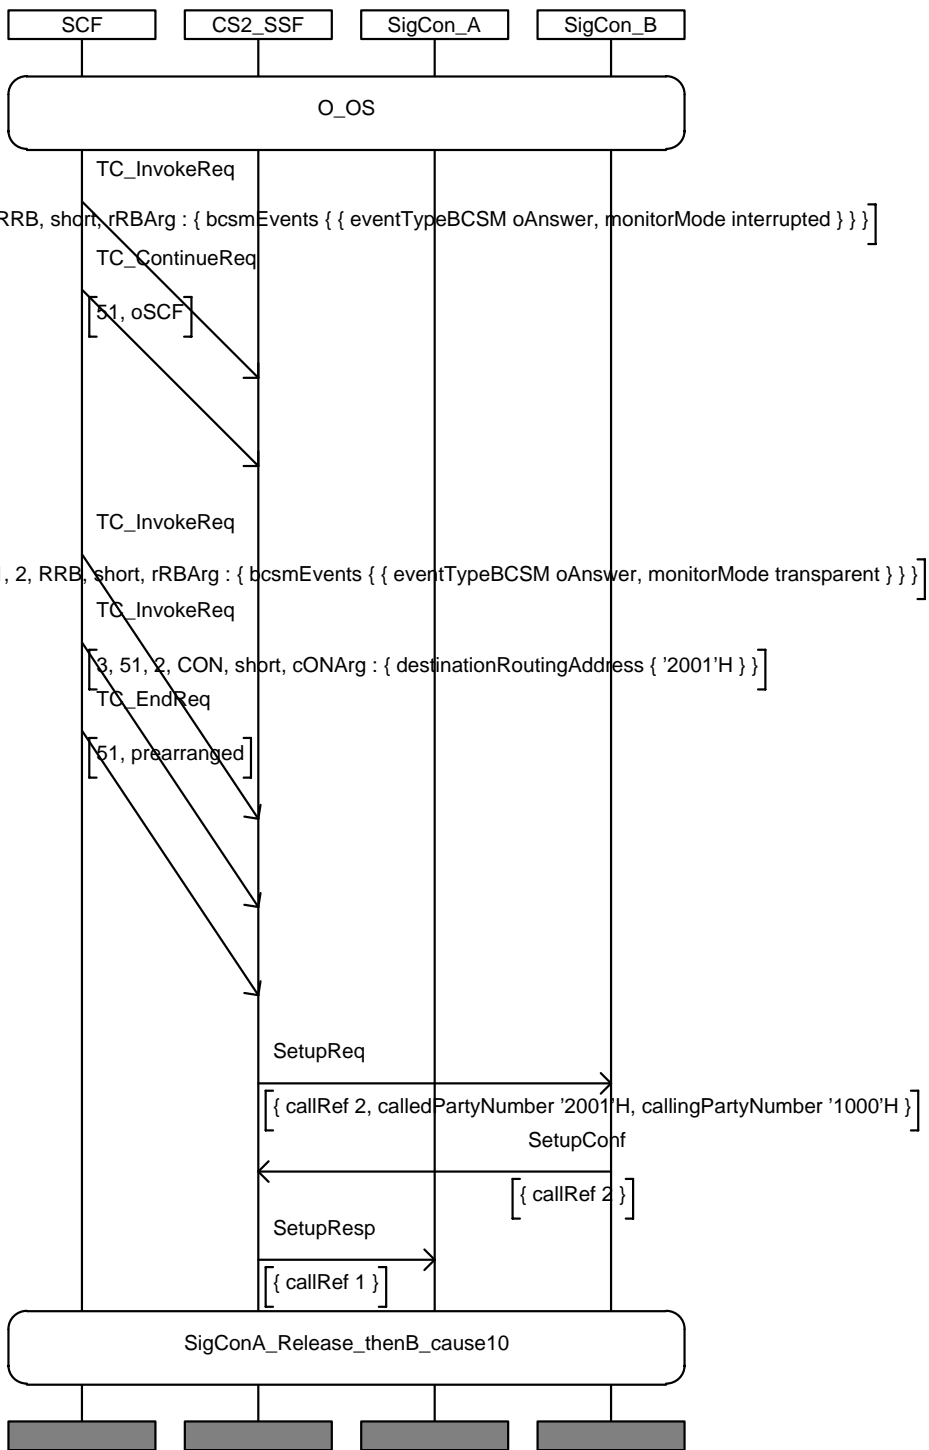 SCF CS2_SSF SigCon_A SigCon_B
O_OS
TC_InvokeReq
RRB, short, rRBArg : { bcsmEvents { { eventTypeBCSM oAnswer, monitorMode interrupted } } }
TC_ContinueReq
51, oSCF
TC_InvokeReq
, 2, RRB, short, rRBArg : { bcsmEvents { { eventTypeBCSM oAnswer, monitorMode transparent } } }
TC_InvokeReq
3, 51, 2, CON, short, cONArg : { destinationRoutingAddress { '2001'H } }
TC_EndReq
51, prearranged
SetupReq
{ callRef 2, calledPartyNumber '2001'H, callingPartyNumber '1000'H }
SetupConf
{ callRef 2 }
SetupResp
{ callRef 1 }
SigConA_Release_thenB_cause10